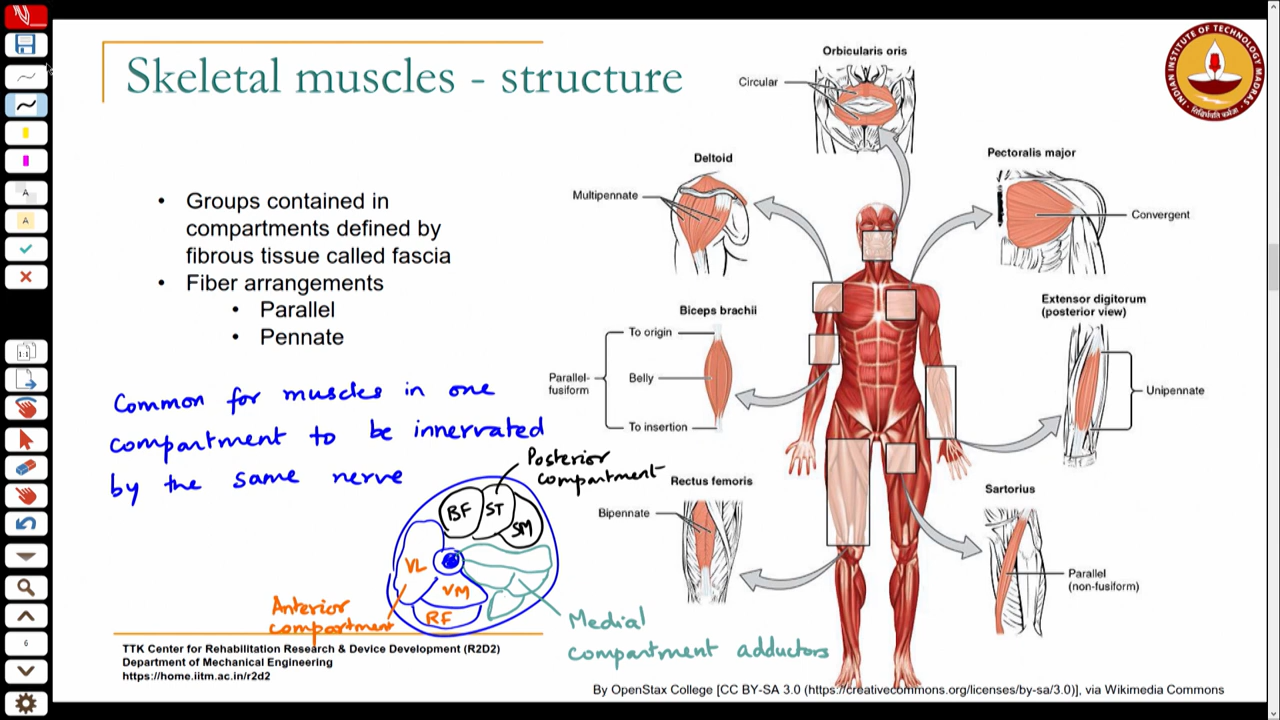 Skeletal muscles - structure
• Groups contained in
compartments defined by
fibrous tissue called fascia
• Fiber arrangements
• Parallel
• Pennate
Common for muscles in one
compartment to be innervated
by the same nerve
Posterior
compartment
BF
ST
SM
VL
VM
RF
Anterior
compartment
Medial
compartment adductors
TTK Center for Rehabilitation Research & Device Development (R2D2)
Department of Mechanical Engineering
https://home.iitm.ac.in/r2d2
Orbicularis oris
Circular
Deltoid
Multipennate
Pectoralis major
Convergent
Biceps brachii
To origin
Parallel-
fusiform
Belly
To insertion
Extensor digitorum
(posterior view)
Unipennate
Rectus femoris
Bipennate
Sartorius
Parallel
(non-fusiform)
By OpenStax College [CC BY-SA 3.0 (https://creativecommons.org/licenses/by-sa/3.0)], via Wikimedia Commons
INDIAN INSTITUTE OF TECHNOLOGY MADRAS
A
A
1:1
6